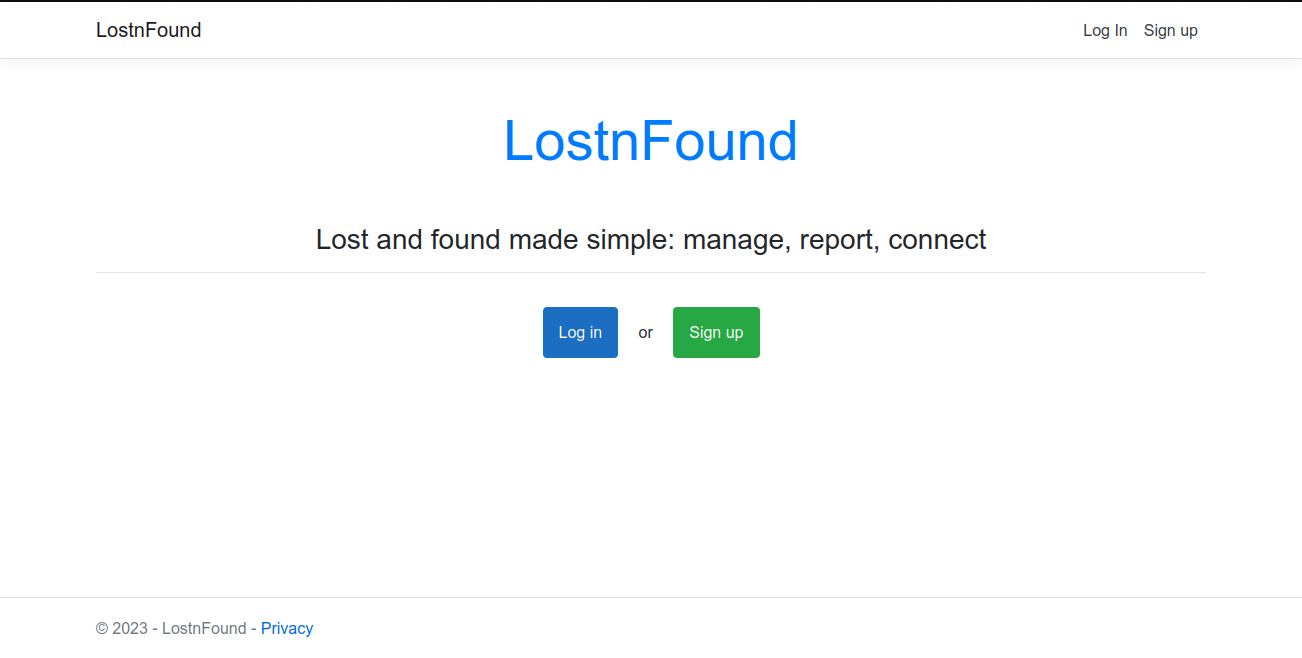 LostnFound Log In Sign up
LostnFound
Lost and found made simple: manage, report, connect
Log in or Sign up
© 2023 - LostnFound - Privacy